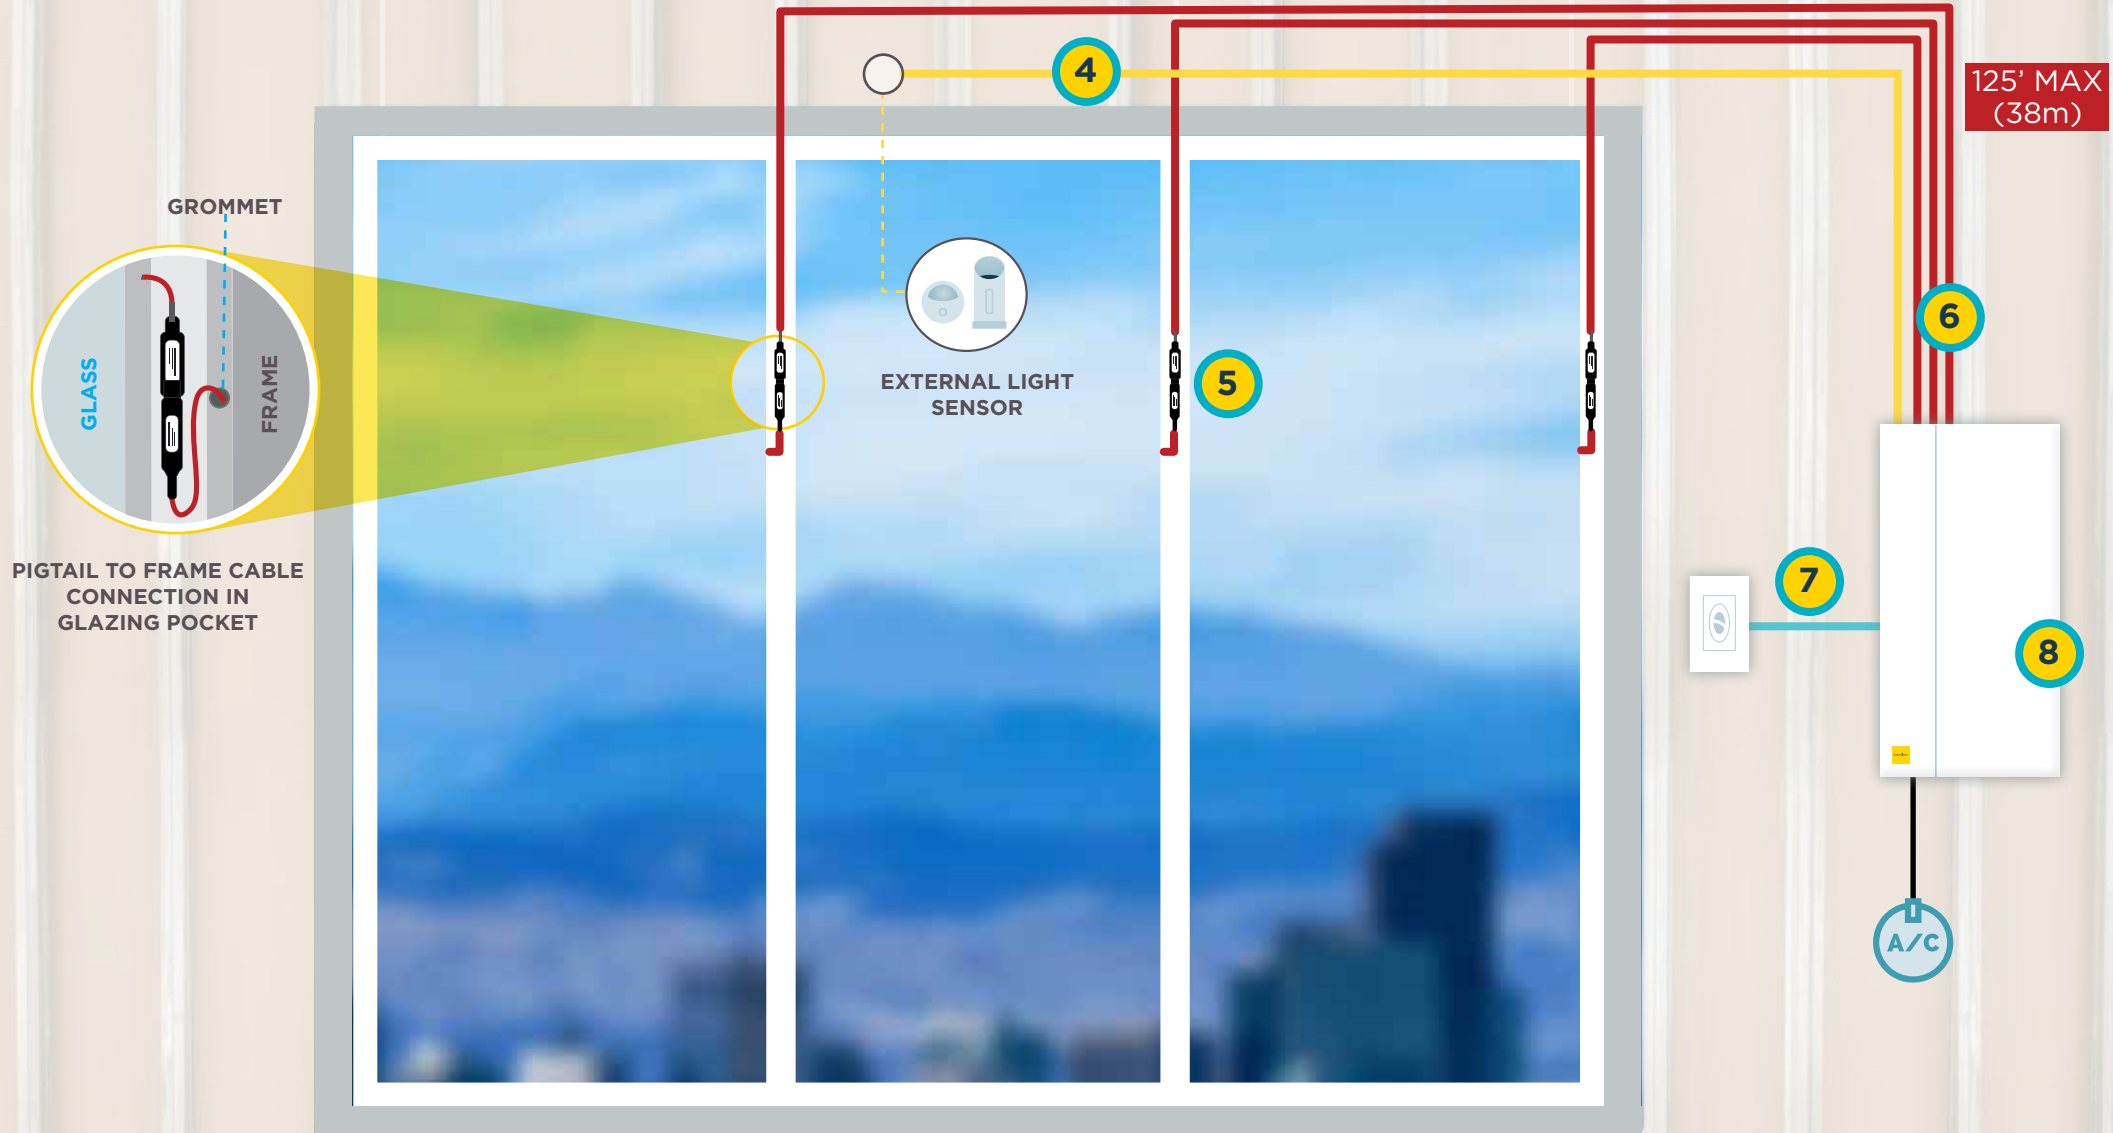 4
125’ MAX
(38m)
GROMMET
GLASS
FRAME
PIGTAIL TO FRAME CABLE
CONNECTION IN
GLAZING POCKET
EXTERNAL LIGHT
SENSOR
5
6
7
8
A/C